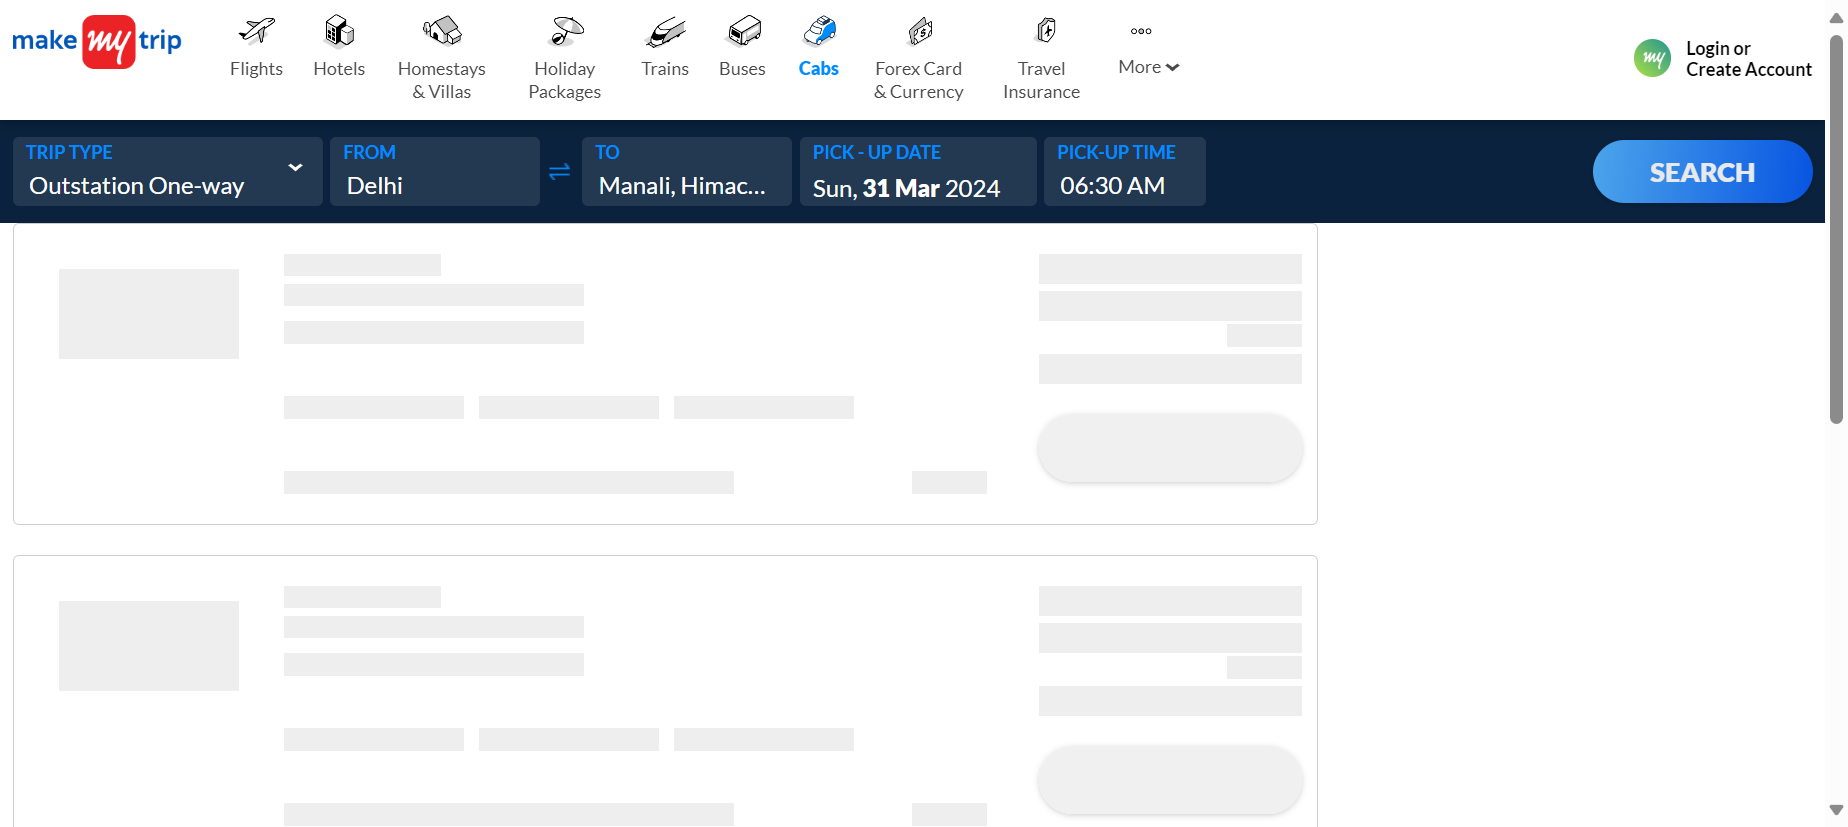 make my trip
Flights
Hotels
Homestays
& Villas
Holiday
Packages
Trains
Buses
Cabs
Forex Card
& Currency
Travel
Insurance
More
my
Login or
Create Account
TRIP TYPE
Outstation One-way
FROM
Delhi
TO
Manali, Himac...
PICK - UP DATE
Sun, 31 Mar 2024
PICK-UP TIME
06:30 AM
SEARCH